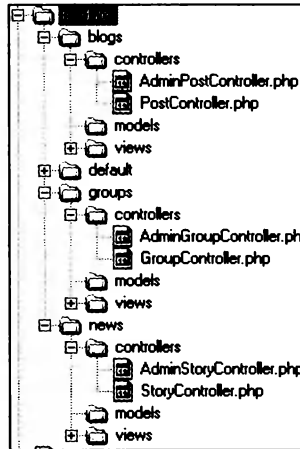 blogs
controllers
AdminPostController.php
PostController.php
models
views
default
groups
controllers
AdminGroupController.ph
GroupController.php
models
views
news
controllers
AdminStoryController.ph
StoryController.php
models
views